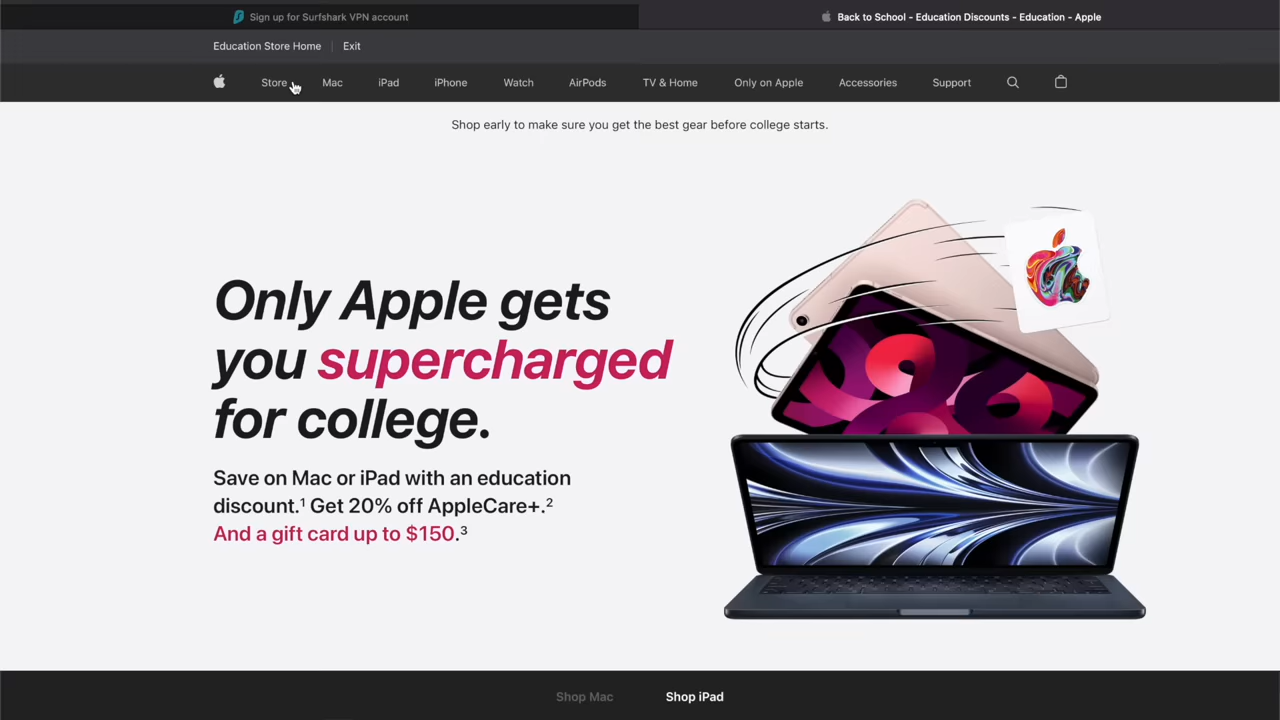 Sign up for Surfshark VPN account
Back to School - Education Discounts - Education - Apple
Education Store Home
Exit
Store
Mac
iPad
iPhone
Watch
AirPods
TV & Home
Only on Apple
Accessories
Support
Shop early to make sure you get the best gear before college starts.
Only Apple gets
you supercharged
for college.
Save on Mac or iPad with an education
discount.¹ Get 20% off AppleCare+.²
And a gift card up to $150.³
Shop Mac
Shop iPad